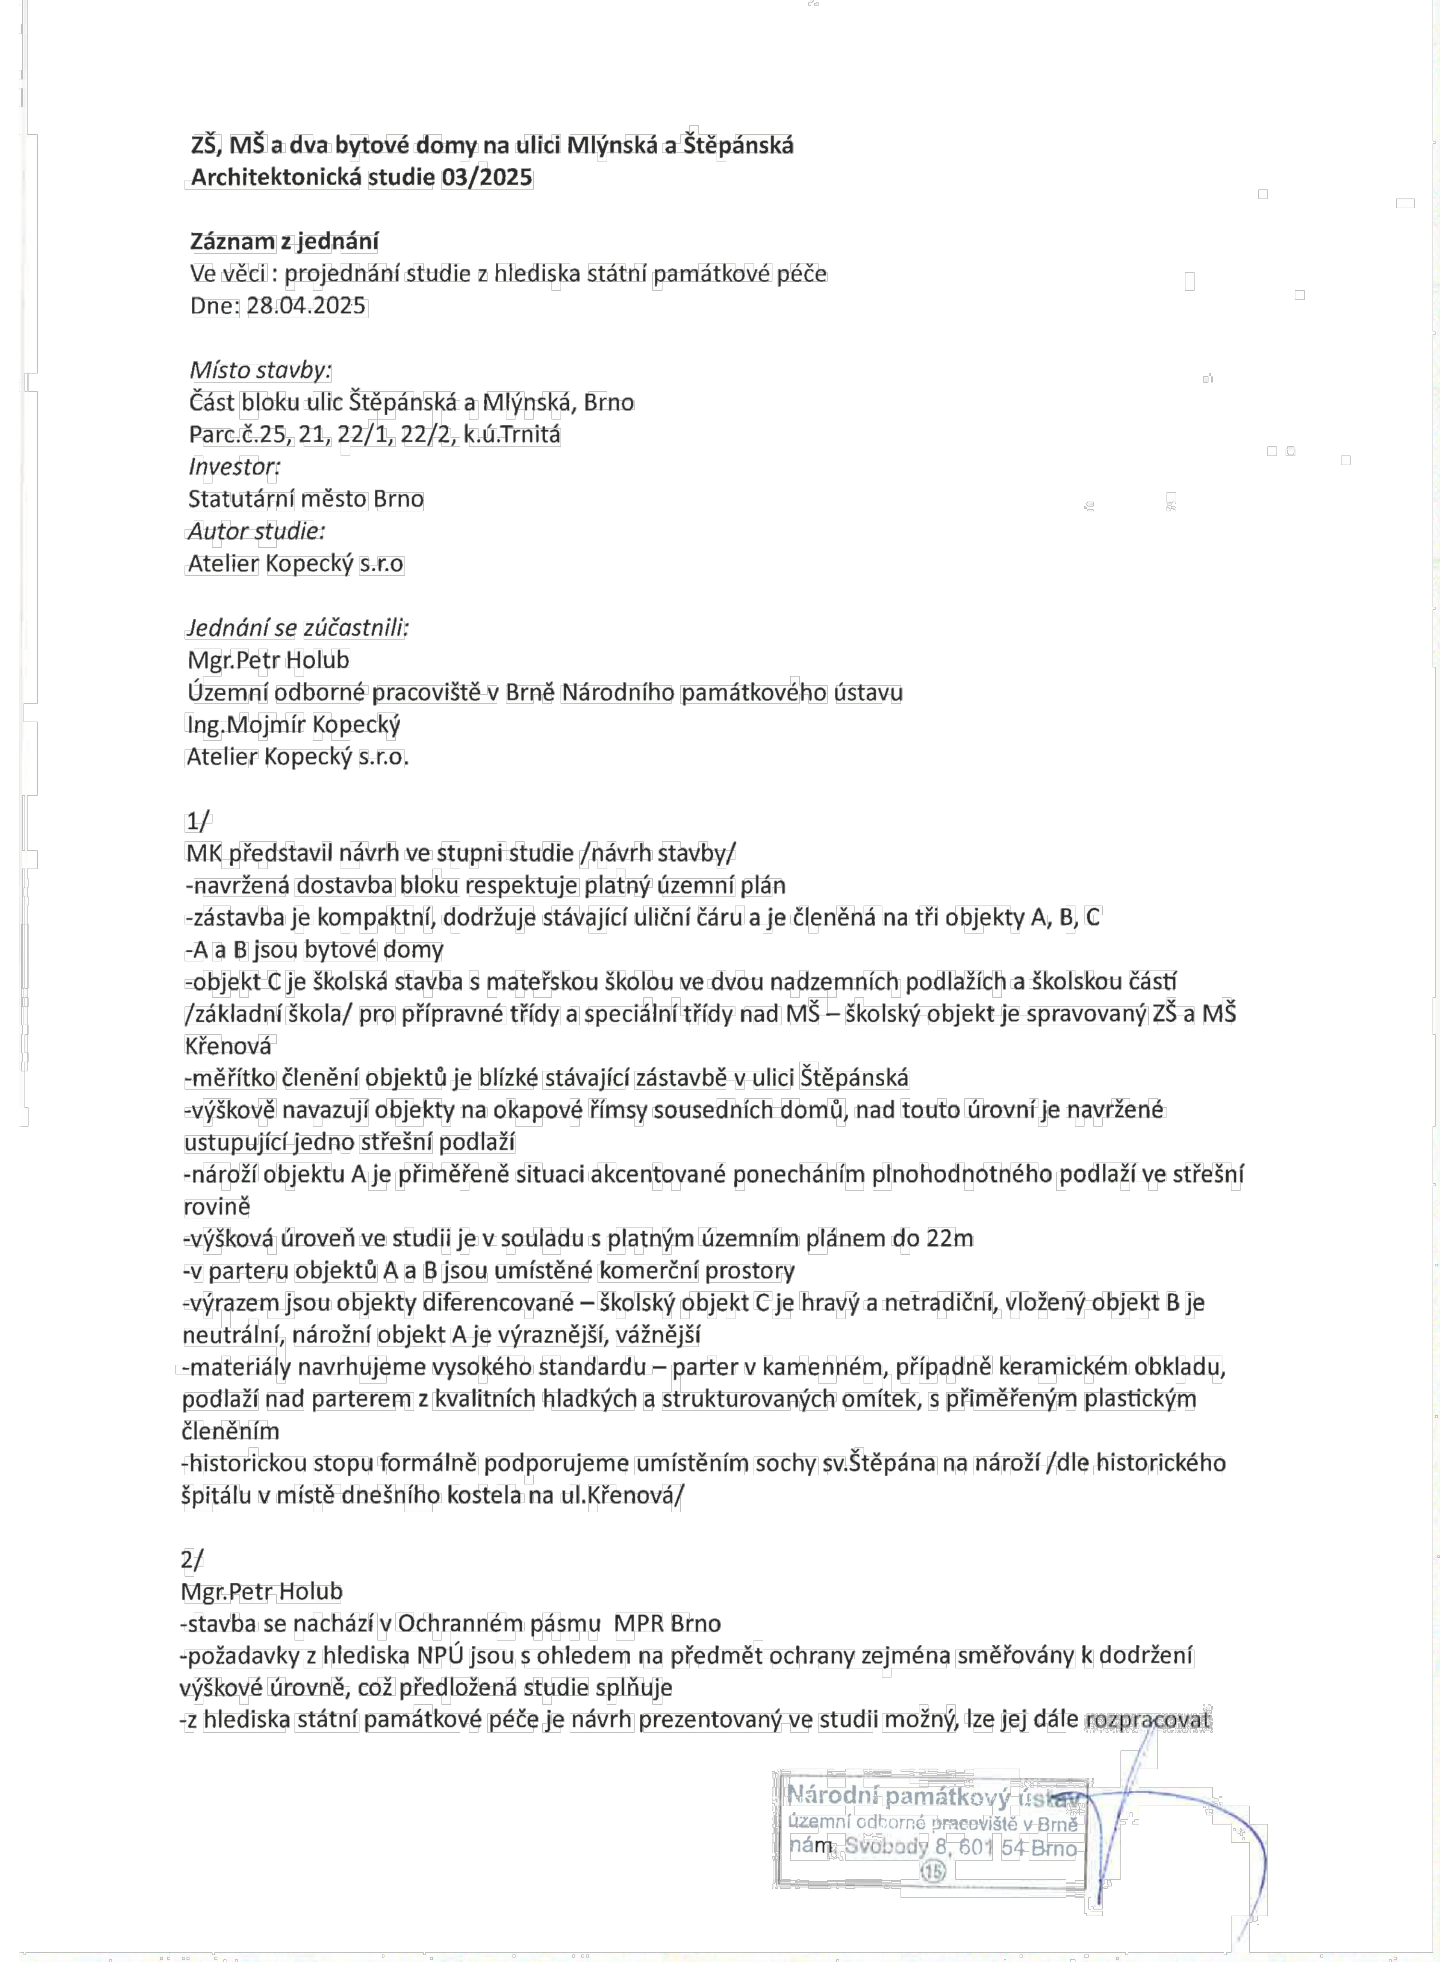 ZŠ, MŠ a dva bytové domy na ulici Mlýnská a Štěpánská
Architektonická studie 03/2025
Záznam z jednání
Ve věci : projednání studie z hlediska státní památkové péče
Dne: 28.04.2025
Místo stavby:
Část bloku ulic Štěpánská a Mlýnská, Brno
Parc.č.25, 21, 22/1, 22/2, k.ú.Trnitá
Investor:
Statutární město Brno
Autor studie:
Atelier Kopecký s.r.o
Jednání se zúčastnili:
Mgr.Petr Holub
Územní odborné pracoviště v Brně Národního památkového ústavu
Ing.Mojmír Kopecký
Atelier Kopecký s.r.o.
1/
MK představil návrh ve stupni studie /návrh stavby/
-navržená dostavba bloku respektuje platný územní plán
-zástavba je kompaktní, dodržuje stávající uliční čáru a je členěná na tři objekty A, B, C
-A a B jsou bytové domy
-objekt C je školská stavba s mateřskou školou ve dvou nadzemních podlažích a školskou částí
/základní škola/ pro přípravné třídy a speciální třídy nad MŠ – školský objekt je spravovaný ZŠ a MŠ
Křenová
-měřítko členění objektů je blízké stávající zástavbě v ulici Štěpánská
-výškově navazují objekty na okapové římsy sousedních domů, nad touto úrovní je navržené
ustupující jedno střešní podlaží
-nároží objektu A je přiměřeně situaci akcentované ponecháním plnohodnotného podlaží ve střešní
rovině
-výšková úroveň ve studii je v souladu s platným územním plánem do 22m
-v parteru objektů A a B jsou umístěné komerční prostory
-výrazem jsou objekty diferencované – školský objekt C je hravý a netradiční, vložený objekt B je
neutrální, nárožní objekt A je výraznější, vážnější
-materiály navrhujeme vysokého standardu – parter v kamenném, případně keramickém obkladu,
podlaží nad parterem z kvalitních hladkých a strukturovaných omítek, s přiměřeným plastickým
členěním
-historickou stopu formálně podporujeme umístěním sochy sv.Štěpána na nároží /dle historického
špitálu v místě dnešního kostela na ul.Křenová/
2/
Mgr.Petr Holub
-stavba se nachází v Ochranném pásmu MPR Brno
-požadavky z hlediska NPÚ jsou s ohledem na předmět ochrany zejména směřovány k dodržení
výškové úrovně, což předložená studie splňuje
-z hlediska státní památkové péče je návrh prezentovaný ve studii možný, lze jej dále rozpracovat
Národní památkový ústav
územní odborné pracoviště v Brně
nám. Svobody 8, 601 54 Brno
15